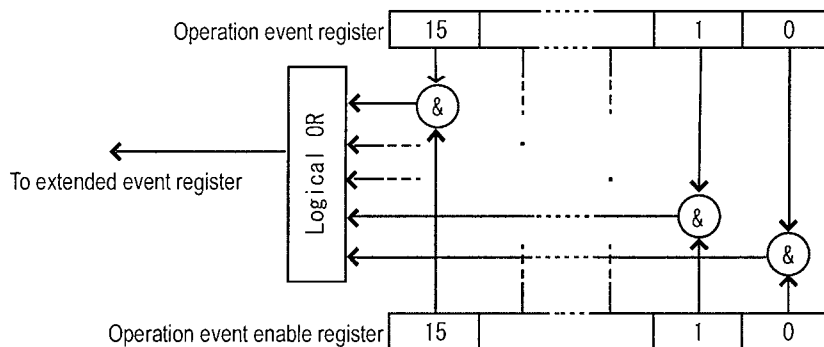 Operation event register 15 1 0
&
Logical OR
To extended event register
&
&
Operation event enable register 15 1 0